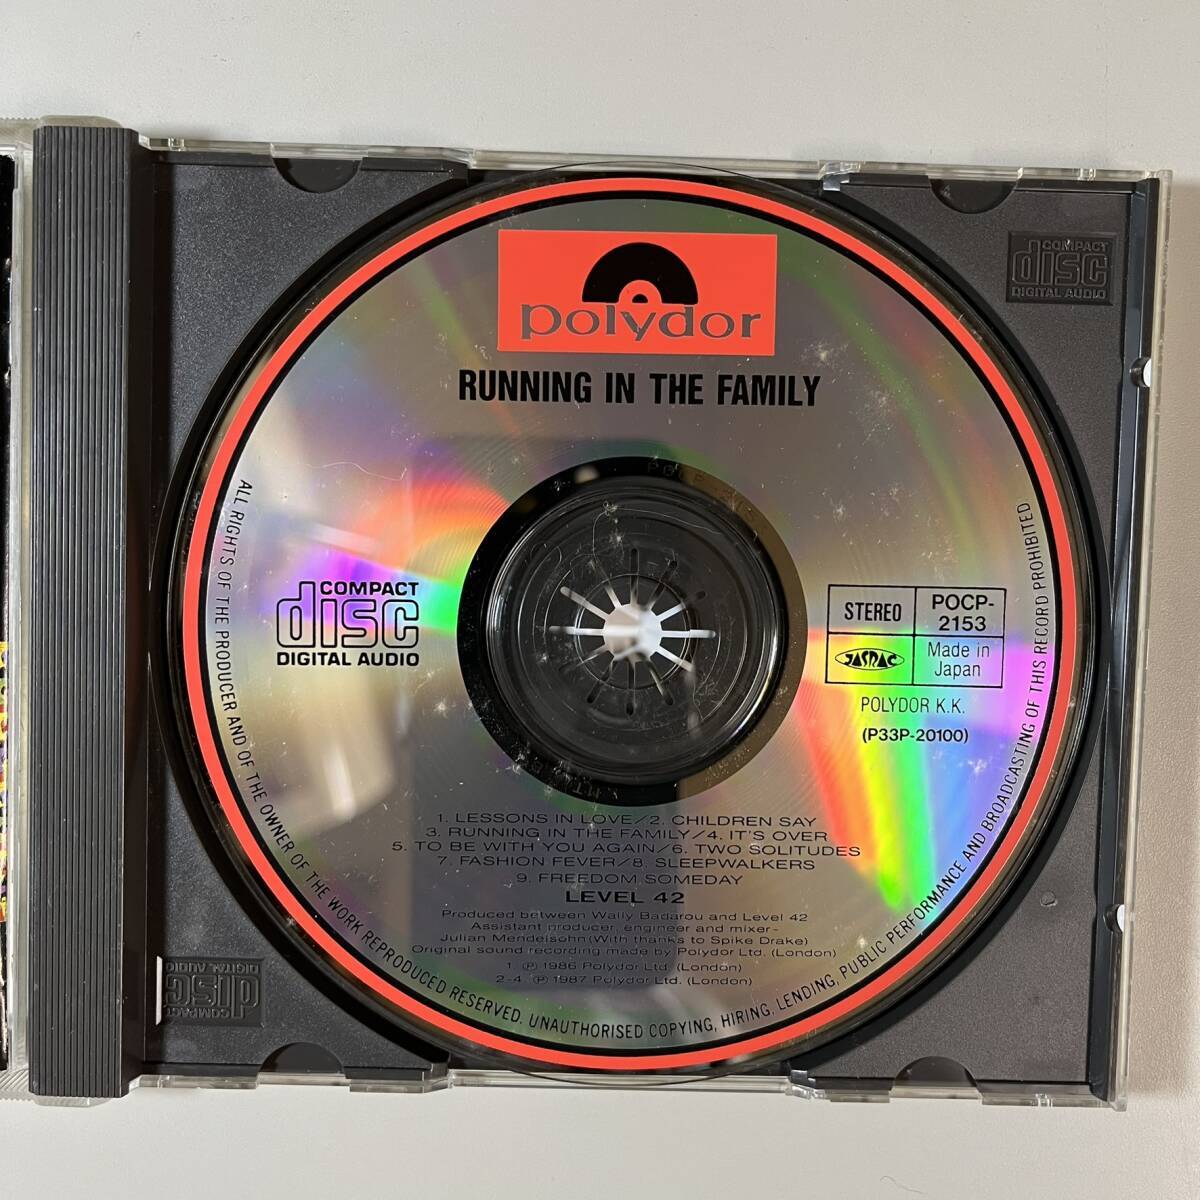 polydor
RUNNING IN THE FAMILY
COMPACT
disc
DIGITAL AUDIO
STEREO
POCP-
2153
JASRAC
Made in
Japan
POLYDOR K.K.
(P33P-20100)
1. LESSONS IN LOVE/2. CHILDREN SAY
3. RUNNING IN THE FAMILY/4. IT'S OVER
5. TO BE WITH YOU AGAIN/6. TWO SOLITUDES
7. FASHION FEVER/8. SLEEPWALKERS
9. FREEDOM SOMEDAY
LEVEL 42
Produced between Wally Badarou and Level 42
Assistant producer, engineer and mixer-
Julian Mendelsohn(With thanks to Spike Drake)
Original sound recording made by Polydor Ltd. (London)
1. ℗ 1986 Polydor Ltd. (London)
2-4. ℗ 1987 Polydor Ltd. (London)
ALL RIGHTS OF THE PRODUCER AND OF THE OWNER OF THE WORK REPRODUCED RESERVED. UNAUTHORISED COPYING, HIRING, LENDING, PUBLIC PERFORMANCE AND BROADCASTING OF THIS RECORD PROHIBITED
COMPACT
disc
DIGITAL AUDIO
COMPACT
disc
DIGITAL AUDIO